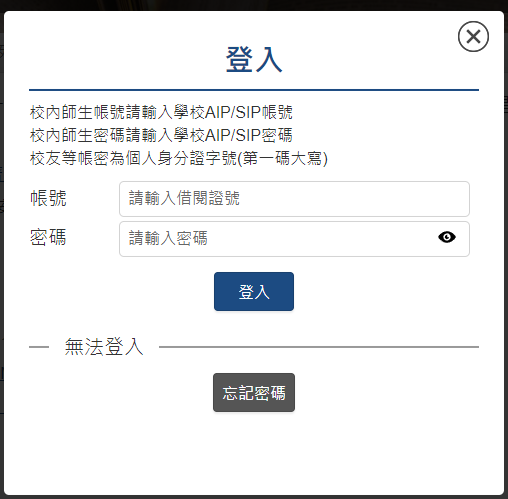 登入
校內師生帳號請輸入學校AIP/SIP帳號
校內師生密碼請輸入學校AIP/SIP密碼
校友等帳密為個人身分證字號(第一碼大寫)
帳號 請輸入借閱證號
密碼 請輸入密碼
登入
無法登入
忘記密碼